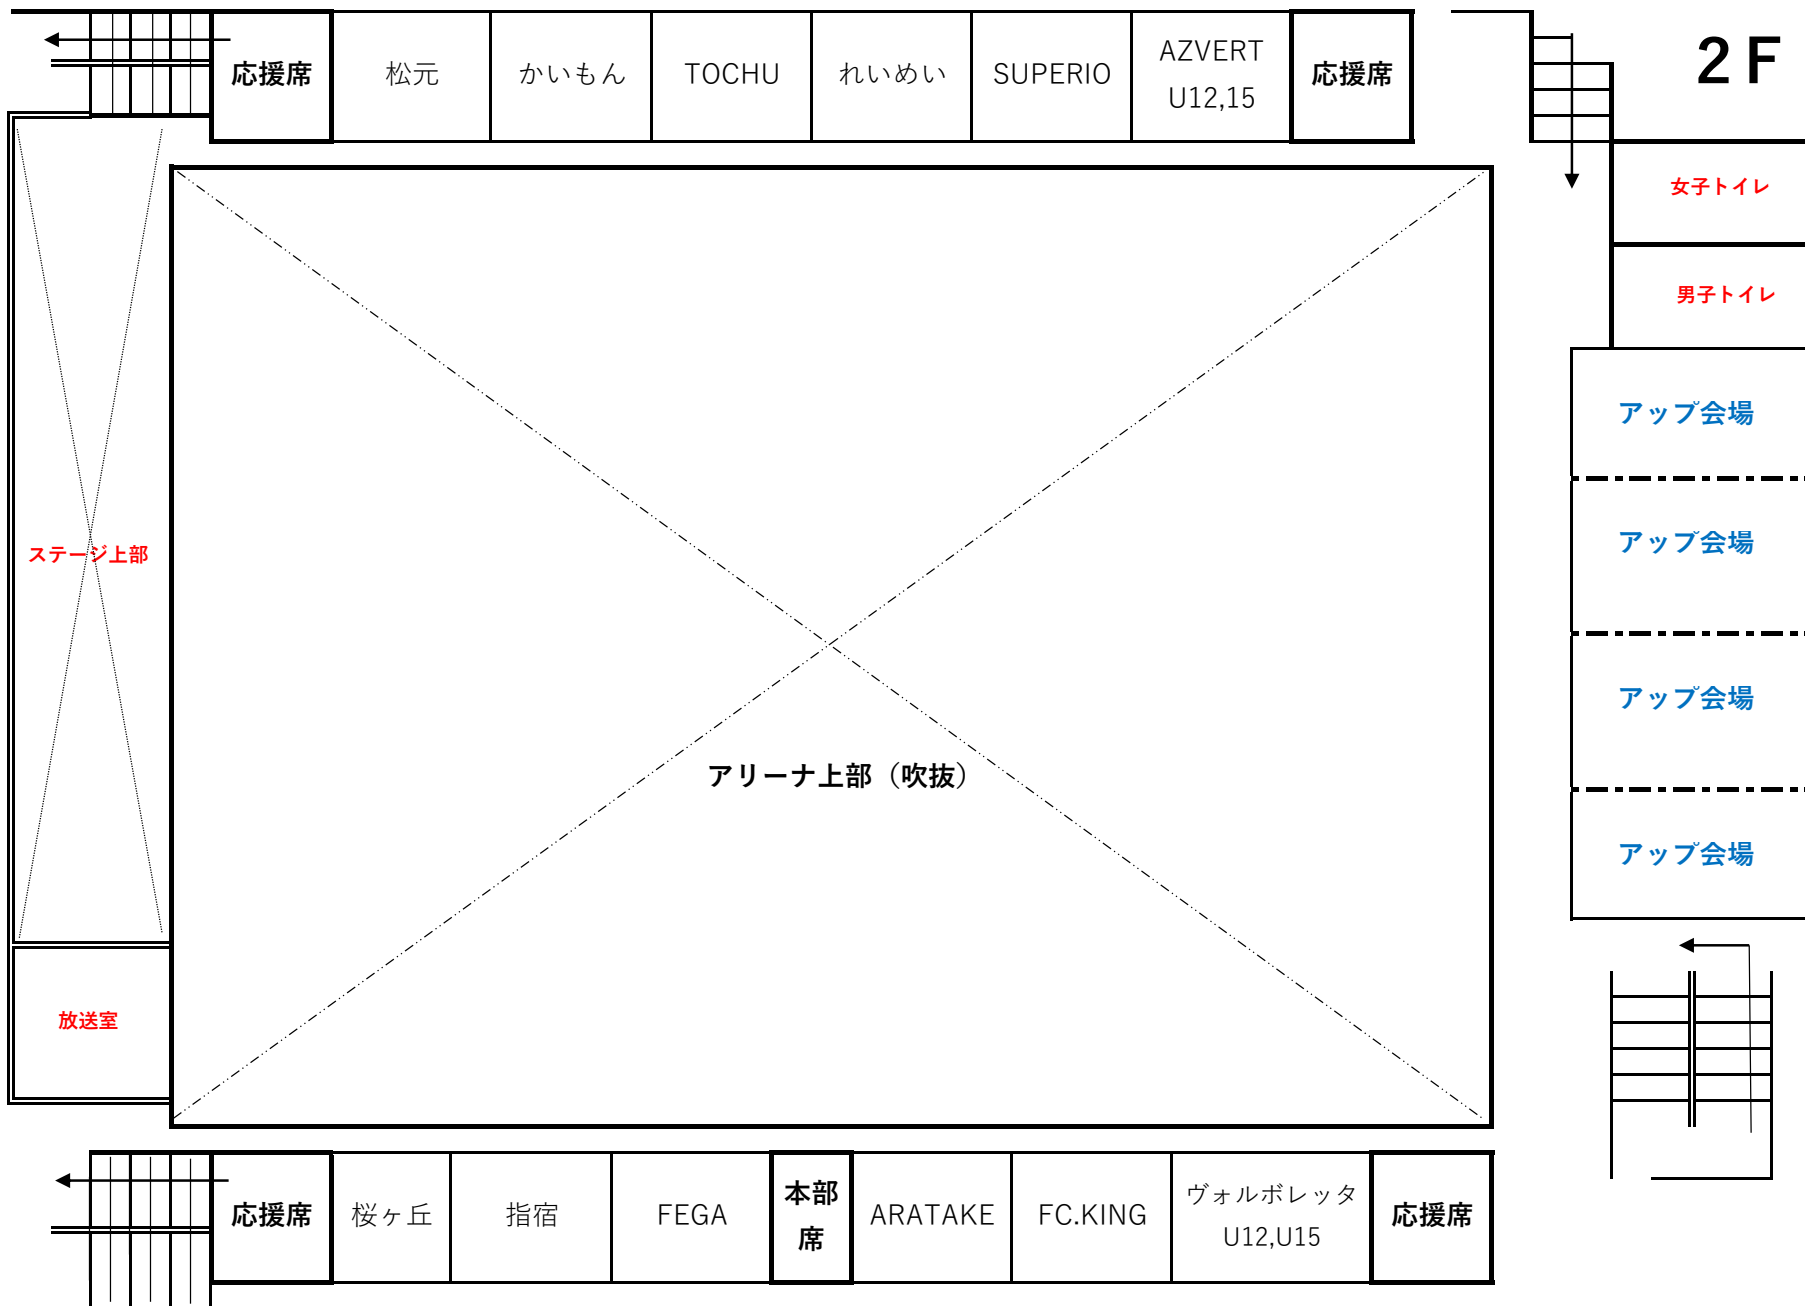 2F
応援席
松元
かいもん
TOCHU
れいめい
SUPERIO
AZVERT
U12,15
応援席
女子トイレ
男子トイレ
アップ会場
アップ会場
アップ会場
アップ会場
ステージ上部
アリーナ上部（吹抜）
放送室
応援席
桜ヶ丘
指宿
FEGA
本部
席
ARATAKE
FC.KING
ヴォルボレッタ
U12,U15
応援席